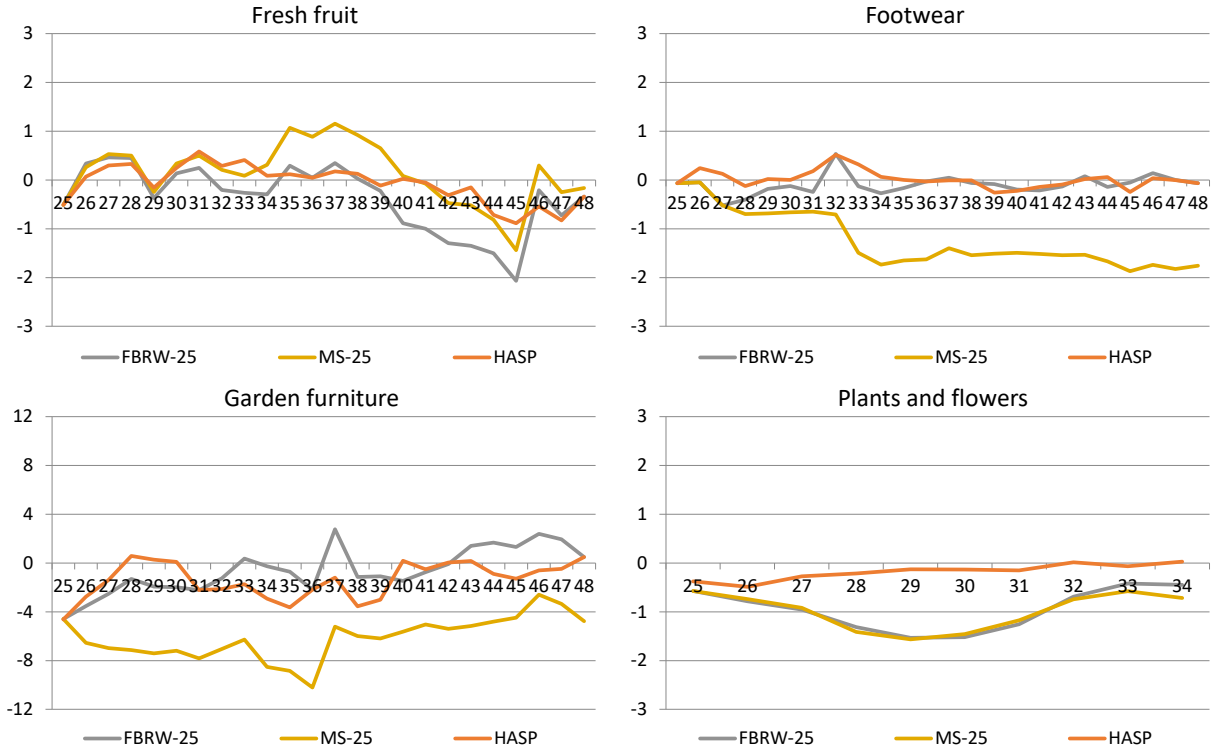 Fresh fruit
3
2
1
0
-1
-2
-3
25 26 27 28 29 30 31 32 33 34 35 36 37 38 39 40 41 42 43 44 45 46 47 48
FBRW-25 MS-25 HASP
Footwear
3
2
1
0
-1
-2
-3
25 26 27 28 29 30 31 32 33 34 35 36 37 38 39 40 41 42 43 44 45 46 47 48
FBRW-25 MS-25 HASP
Garden furniture
12
8
4
0
-4
-8
-12
25 26 27 28 29 30 31 32 33 34 35 36 37 38 39 40 41 42 43 44 45 46 47 48
FBRW-25 MS-25 HASP
Plants and flowers
3
2
1
0
-1
-2
-3
25 26 27 28 29 30 31 32 33 34
FBRW-25 MS-25 HASP